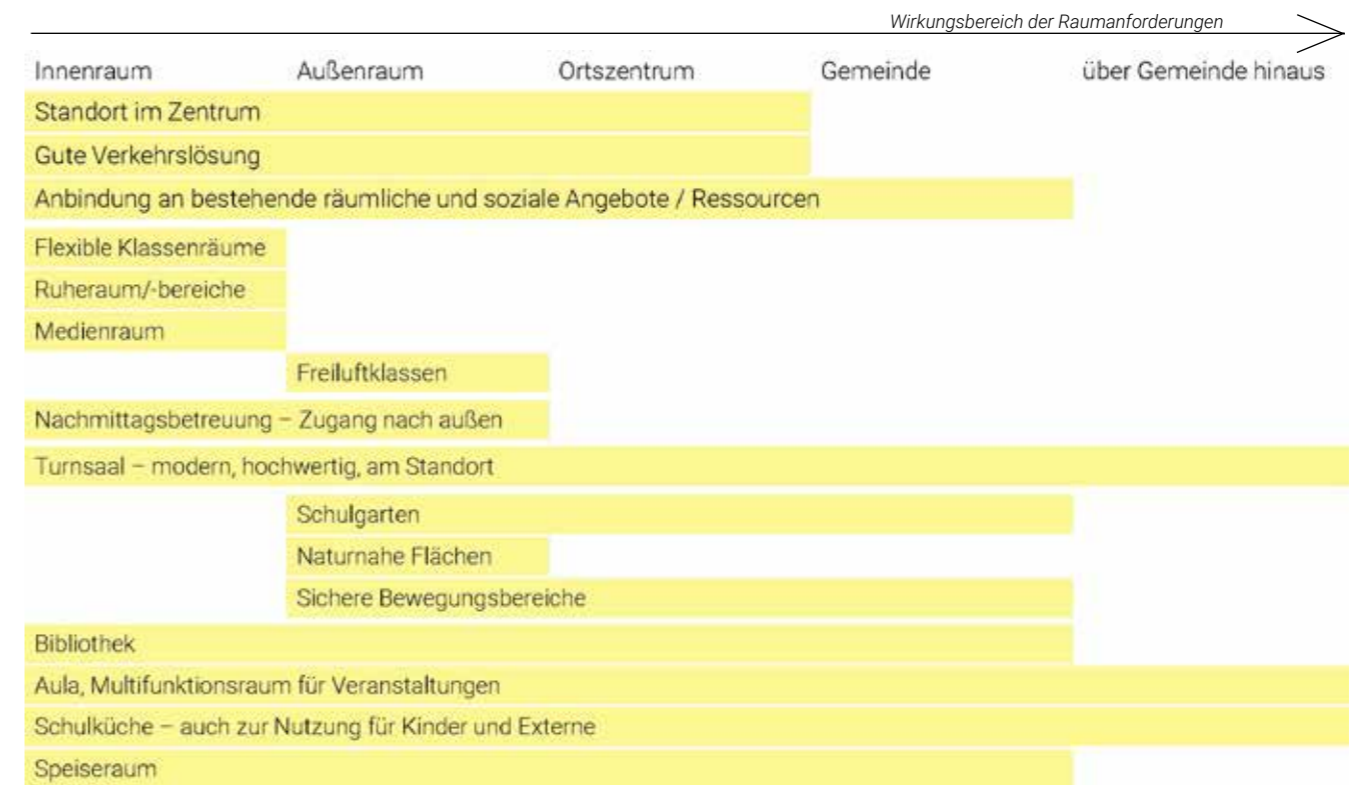 Wirkungsbereich der Raumanforderungen
Innenraum Außenraum Ortszentrum Gemeinde über Gemeinde hinaus
Standort im Zentrum
Gute Verkehrslösung
Anbindung an bestehende räumliche und soziale Angebote / Ressourcen
Flexible Klassenräume
Ruheraum/-bereiche
Medienraum
Freiluftklassen
Nachmittagsbetreuung – Zugang nach außen
Turnsaal – modern, hochwertig, am Standort
Schulgarten
Naturnahe Flächen
Sichere Bewegungsbereiche
Bibliothek
Aula, Multifunktionsraum für Veranstaltungen
Schulküche – auch zur Nutzung für Kinder und Externe
Speiseraum